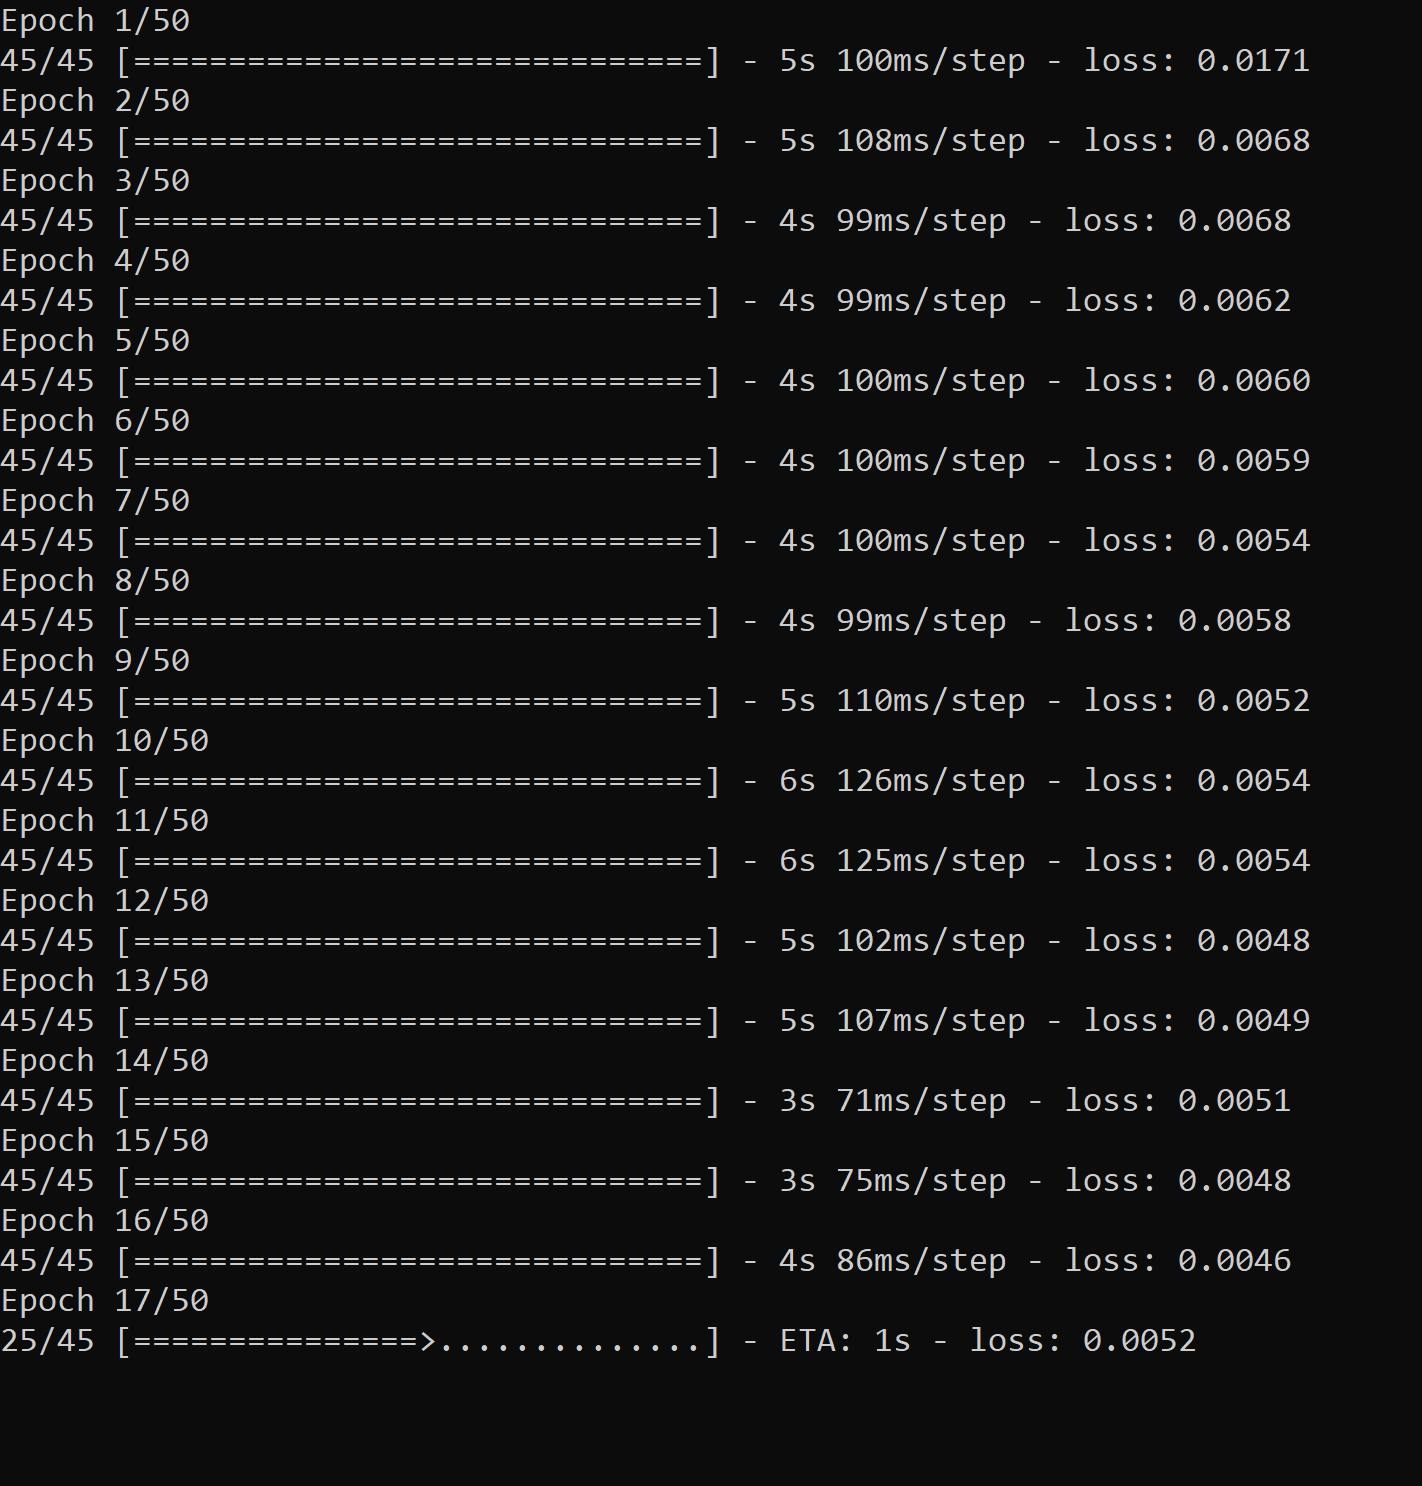 Epoch 1/50
45/45 [==============================] - 5s 100ms/step - loss: 0.0171
Epoch 2/50
45/45 [==============================] - 5s 108ms/step - loss: 0.0068
Epoch 3/50
45/45 [==============================] - 4s 99ms/step - loss: 0.0068
Epoch 4/50
45/45 [==============================] - 4s 99ms/step - loss: 0.0062
Epoch 5/50
45/45 [==============================] - 4s 100ms/step - loss: 0.0060
Epoch 6/50
45/45 [==============================] - 4s 100ms/step - loss: 0.0059
Epoch 7/50
45/45 [==============================] - 4s 100ms/step - loss: 0.0054
Epoch 8/50
45/45 [==============================] - 4s 99ms/step - loss: 0.0058
Epoch 9/50
45/45 [==============================] - 5s 110ms/step - loss: 0.0052
Epoch 10/50
45/45 [==============================] - 6s 126ms/step - loss: 0.0054
Epoch 11/50
45/45 [==============================] - 6s 125ms/step - loss: 0.0054
Epoch 12/50
45/45 [==============================] - 5s 102ms/step - loss: 0.0048
Epoch 13/50
45/45 [==============================] - 5s 107ms/step - loss: 0.0049
Epoch 14/50
45/45 [==============================] - 3s 71ms/step - loss: 0.0051
Epoch 15/50
45/45 [==============================] - 3s 75ms/step - loss: 0.0048
Epoch 16/50
45/45 [==============================] - 4s 86ms/step - loss: 0.0046
Epoch 17/50
25/45 [===============>..............] - ETA: 1s - loss: 0.0052